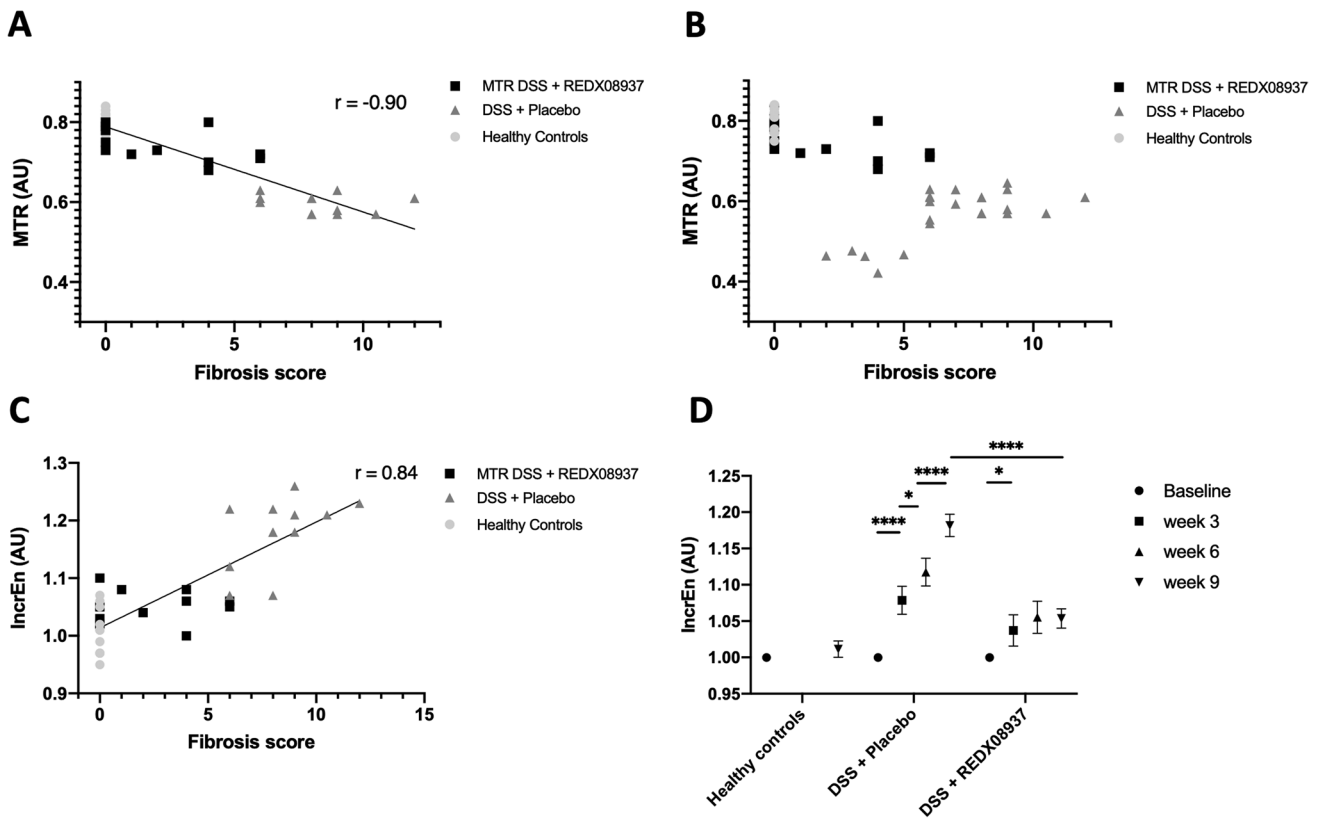 A
r = -0.90
MTR DSS + REDX08937
DSS + Placebo
Healthy Controls
MTR (AU)
0.8
0.6
0.4
0
5
10
Fibrosis score
B
MTR DSS + REDX08937
DSS + Placebo
Healthy Controls
MTR (AU)
0.8
0.6
0.4
0
5
10
Fibrosis score
C
r = 0.84
MTR DSS + REDX08937
DSS + Placebo
Healthy Controls
IncrEn (AU)
1.3
1.2
1.1
1.0
0.9
0
5
10
15
Fibrosis score
D
****
****
*
*
****
IncrEn (AU)
1.25
1.20
1.15
1.10
1.05
1.00
0.95
Healthy controls
DSS + Placebo
DSS + REDX08937
Baseline
week 3
week 6
week 9